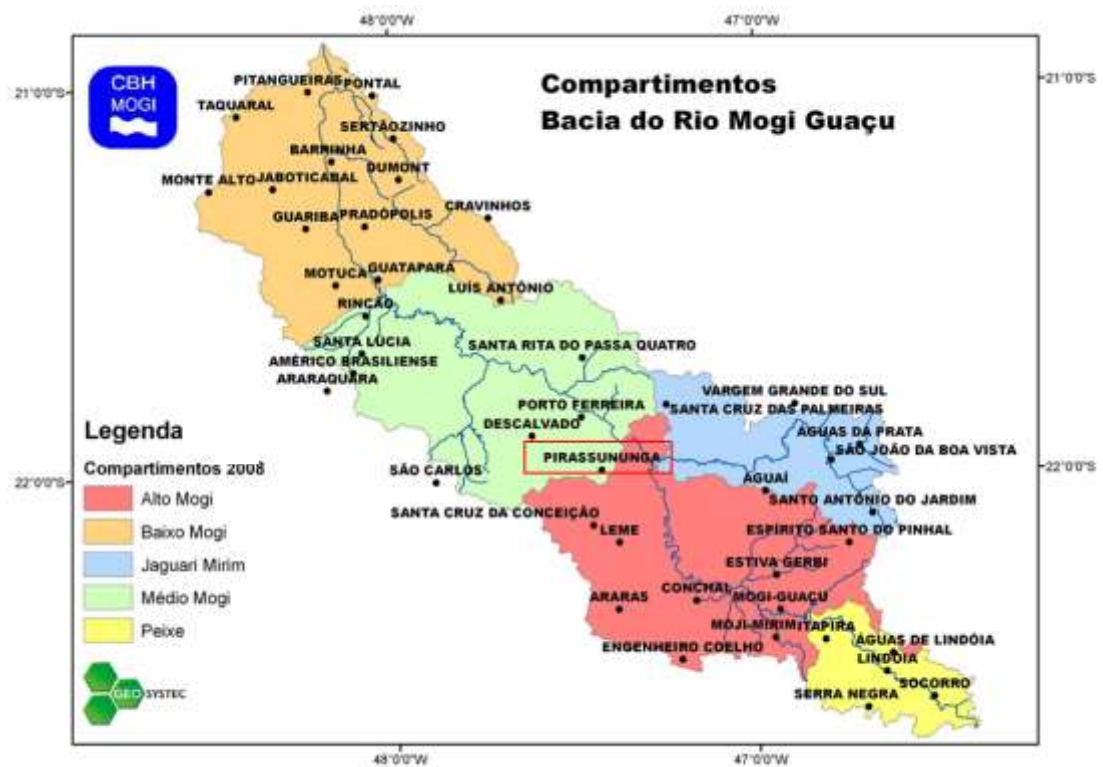 48°0'0"W
47°0'0"W
21°0'0"S
21°0'0"S
CBH
MOGI
Compartimentos
Bacia do Rio Mogi Guaçu
PITANGUEIRAS
PONTAL
TAQUARAL
SERTÃOZINHO
BARRINHA
DUMONT
MONTE ALTO
JABOTICABAL
CRAVINHOS
GUARIBA
PRADÓPOLIS
MOTUCA
GUATAPARÁ
LUÍS ANTÔNIO
RINCÃO
SANTA LÚCIA
SANTA RITA DO PASSA QUATRO
AMÉRICO BRASILIENSE
ARARAQUARA
VARGEM GRANDE DO SUL
PORTO FERREIRA
SANTA CRUZ DAS PALMEIRAS
DESCALVADO
ÁGUAS DA PRATA
SÃO JOÃO DA BOA VISTA
PIRASSUNUNGA
SÃO CARLOS
AGUAÍ
22°0'0"S
22°0'0"S
SANTO ANTÔNIO DO JARDIM
SANTA CRUZ DA CONCEIÇÃO
LEME
ESPÍRITO SANTO DO PINHAL
ESTIVA GERBI
CONCHAL
ARARAS
MOGI-GUAÇU
MOJI-MIRIM
ITAPIRA
ENGENHEIRO COELHO
ÁGUAS DE LINDÓIA
LINDÓIA
SOCORRO
SERRA NEGRA
Legenda
Compartimentos 2008
Alto Mogi
Baixo Mogi
Jaguari Mirim
Médio Mogi
Peixe
GEO SYSTEC
48°0'0"W
47°0'0"W